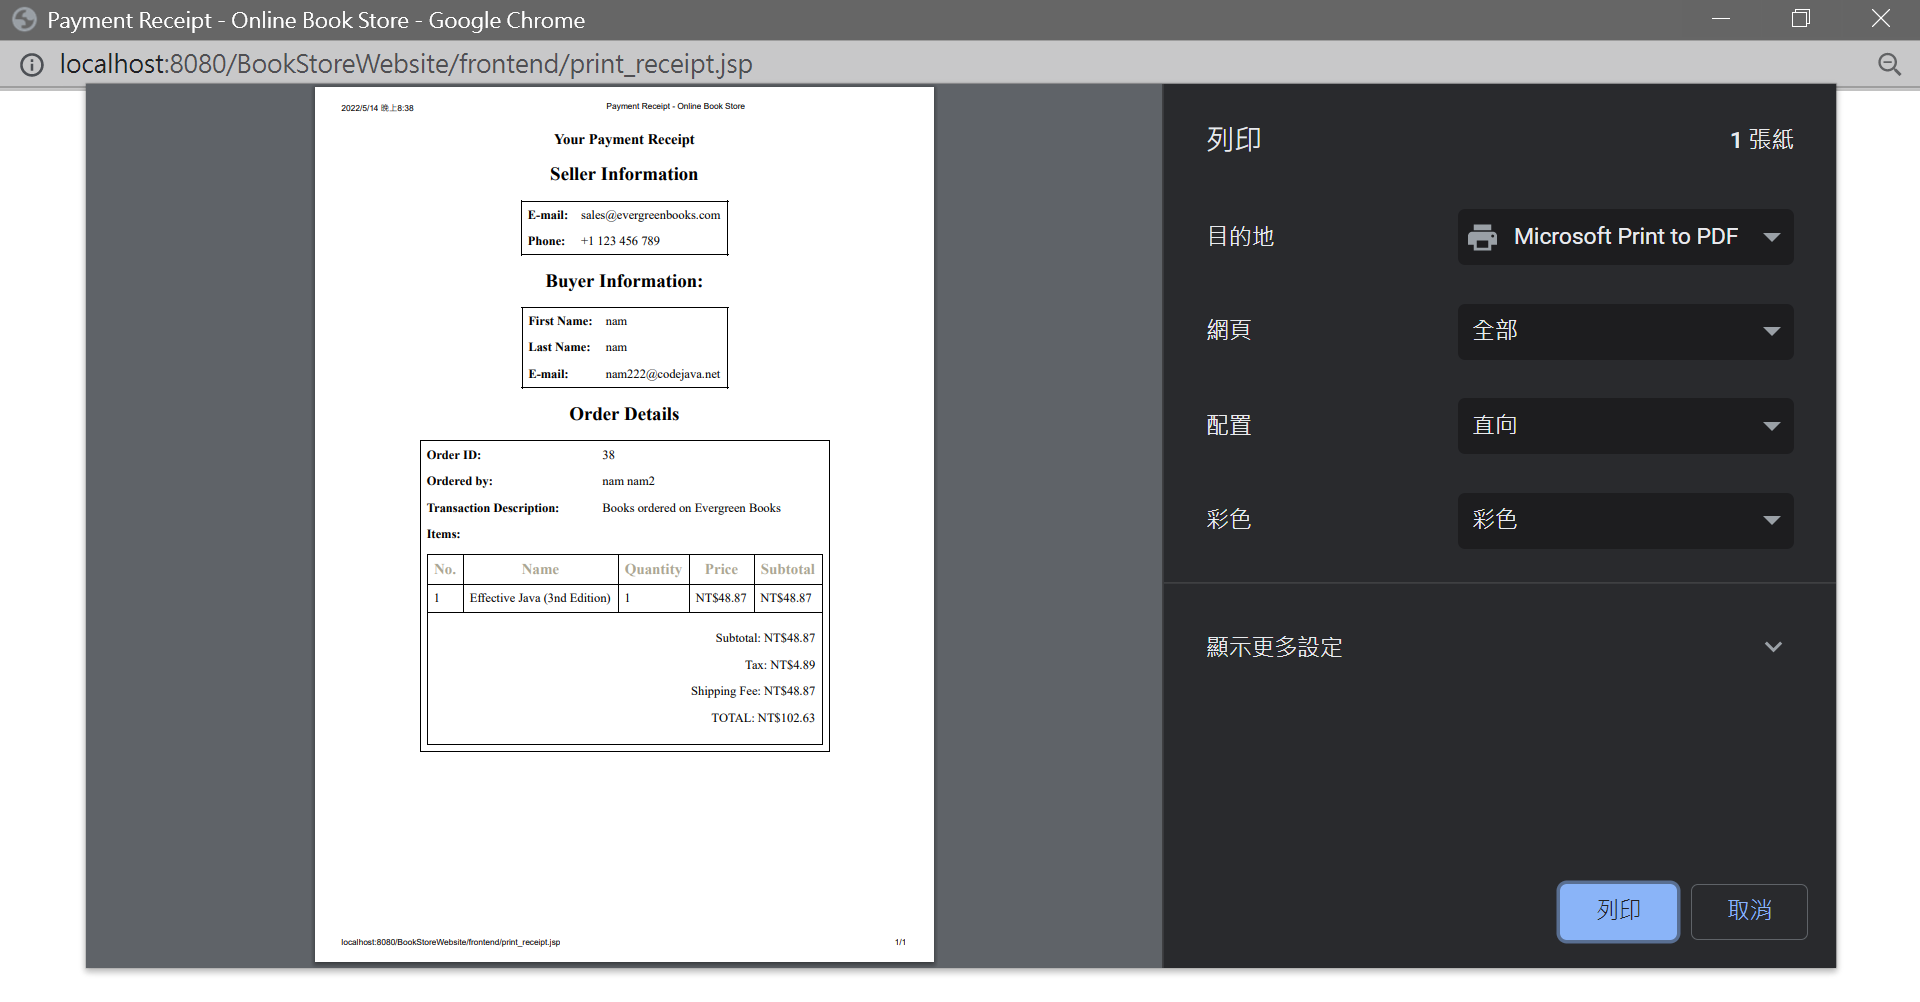 Payment Receipt - Online Book Store - Google Chrome
localhost:8080/BookStoreWebsite/frontend/print_receipt.jsp
2022/5/14 晚上8:38
Payment Receipt - Online Book Store
Your Payment Receipt
Seller Information
E-mail: sales@evergreenbooks.com
Phone: +1 123 456 789
Buyer Information:
First Name: nam
Last Name: nam
E-mail: nam222@codejava.net
Order Details
Order ID: 38
Ordered by: nam nam2
Transaction Description: Books ordered on Evergreen Books
Items:
No. Name Quantity Price Subtotal
1 Effective Java (3nd Edition) 1 NT$48.87 NT$48.87
Subtotal: NT$48.87
Tax: NT$4.89
Shipping Fee: NT$48.87
TOTAL: NT$102.63
localhost:8080/BookStoreWebsite/frontend/print_receipt.jsp
1/1
列印
1 張紙
目的地
Microsoft Print to PDF
網頁
全部
配置
直向
彩色
彩色
顯示更多設定
列印
取消